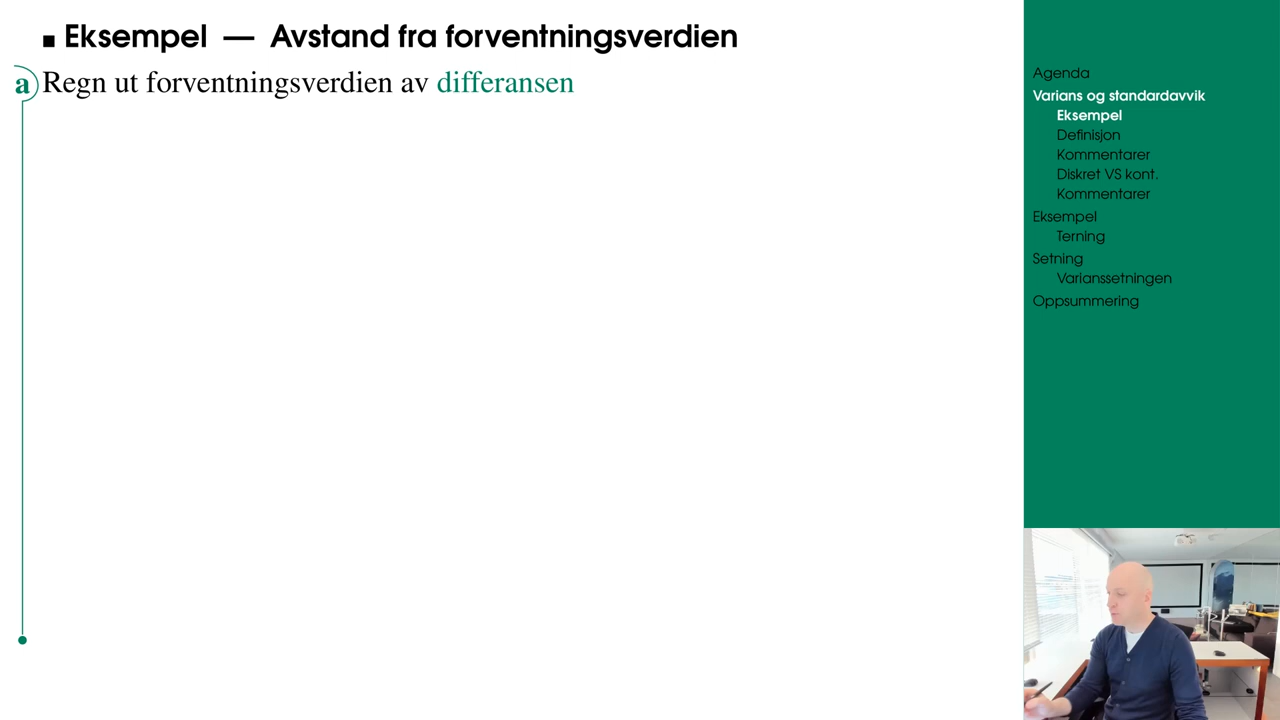 Eksempel — Avstand fra forventningsverdien
a Regn ut forventningsverdien av differansen
Agenda
Varians og standardavvik
Eksempel
Definisjon
Kommentarer
Diskret VS kont.
Kommentarer
Eksempel
Terning
Setning
Varianssetningen
Oppsummering